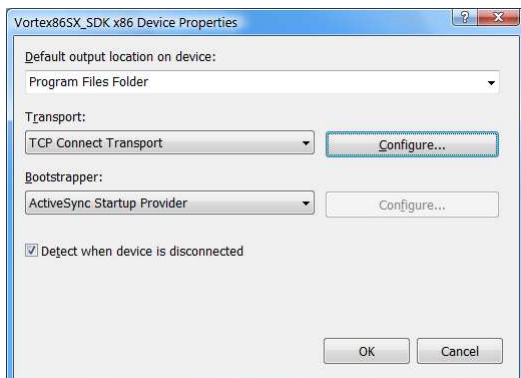 Vortex86SX_SDK x86 Device Properties
Default output location on device:
Program Files Folder
Transport:
TCP Connect Transport
Configure...
Bootstrapper:
ActiveSync Startup Provider
Configure...
Detect when device is disconnected
OK
Cancel